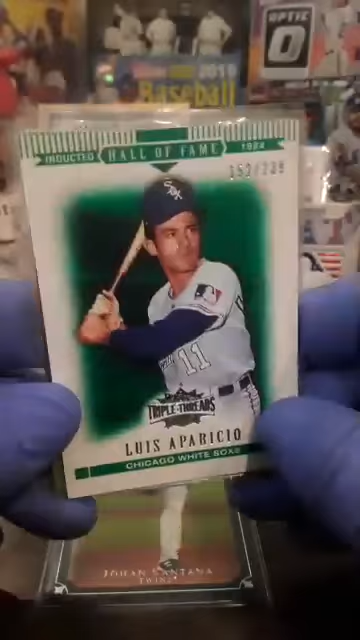 OPTIC
2019
Baseball
INDUCTED HALL OF FAME 1984
SOX
11
TRIPLE THREADS
LUIS APARICIO
CHICAGO WHITE SOX®
JOHAN SANTANA
TWINS